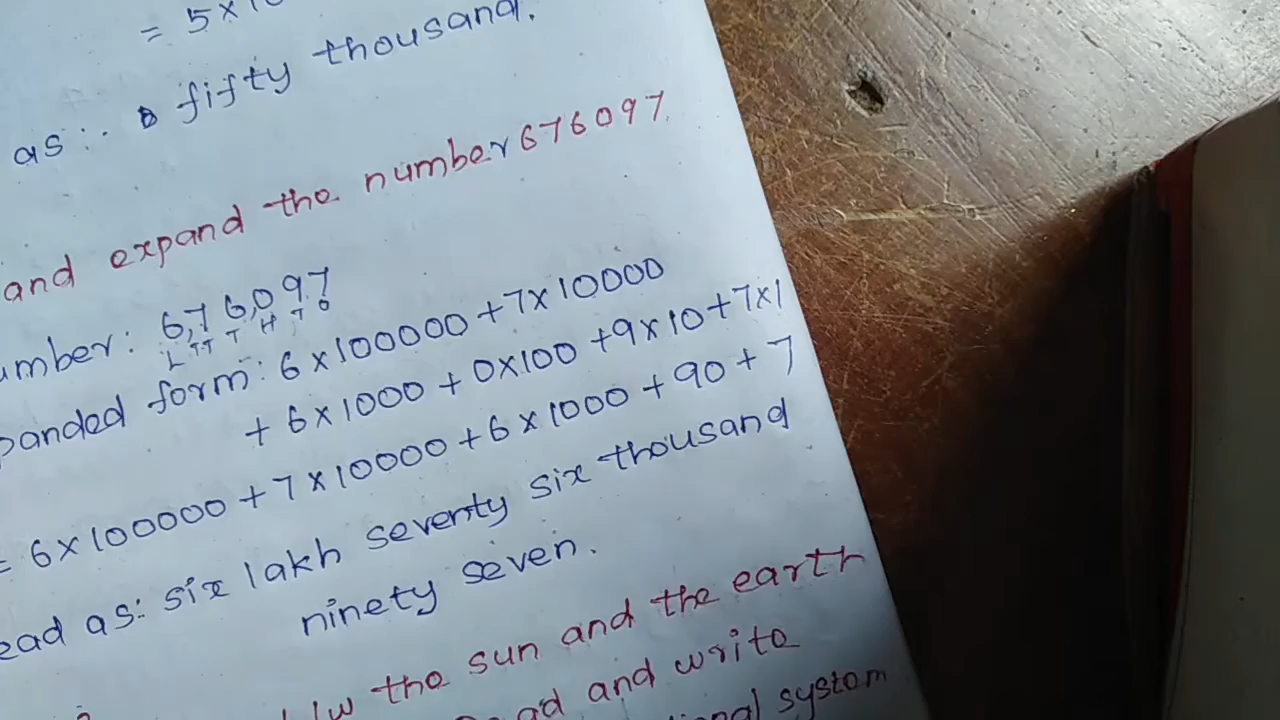 = 5×10
as:. fifty thousand.
and expand the number 676097.
umber: 6,76,097
L TT T H T O
panded form: 6×100000+7×10000
+ 6×1000 + 0×100 +9×10+7×1
= 6×100000+7×10000+6×1000+90+7
ead as: six lakh seventy six thousand
ninety seven.
b/w the sun and the earth
and write
system